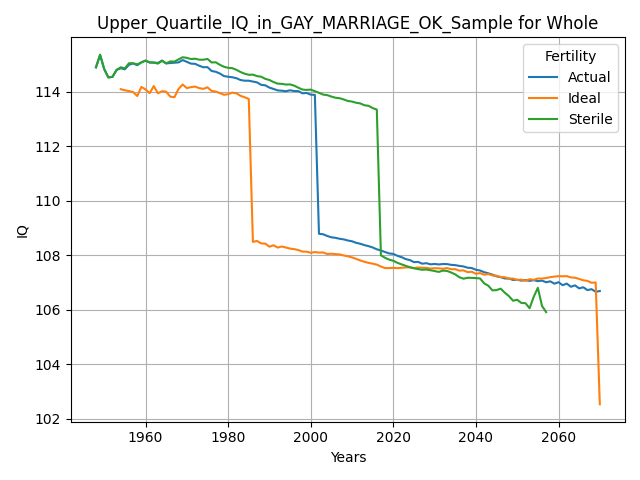 Upper_Quartile_IQ_in_GAY_MARRIAGE_OK_Sample for Whole
Fertility
Actual
Ideal
Sterile
IQ
114
112
110
108
106
104
102
1960
1980
2000
2020
2040
2060
Years